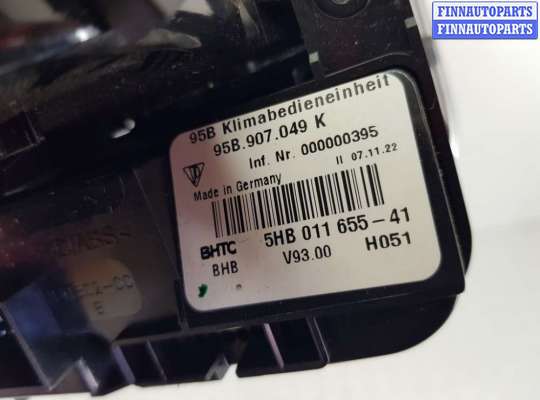 FINNAUTOPARTS
FINNAUTOPARTS
95B Klimabedieneinheit
95B.907.049 K
Inf. Nr. 000000395
Made in Germany II 07.11.22
BHTC 5HB 011 655-41
BHB V93.00 H051
>ABS<